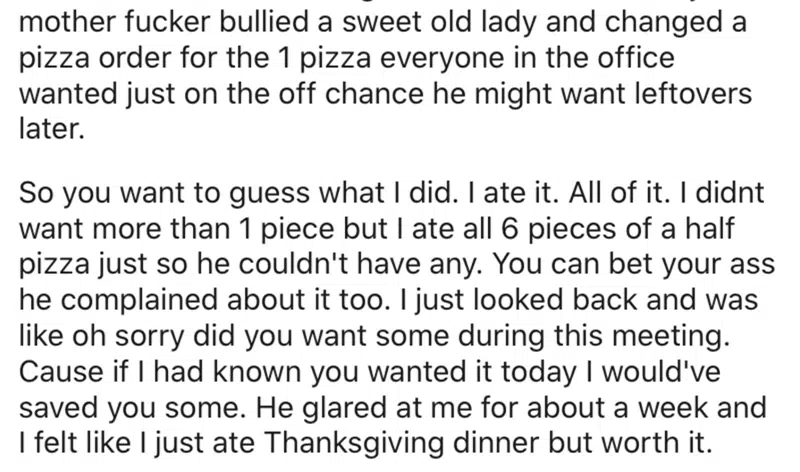 mother fucker bullied a sweet old lady and changed a
pizza order for the 1 pizza everyone in the office
wanted just on the off chance he might want leftovers
later.
So you want to guess what I did. I ate it. All of it. I didnt
want more than 1 piece but I ate all 6 pieces of a half
pizza just so he couldn't have any. You can bet your ass
he complained about it too. I just looked back and was
like oh sorry did you want some during this meeting.
Cause if I had known you wanted it today I would've
saved you some. He glared at me for about a week and
I felt like I just ate Thanksgiving dinner but worth it.